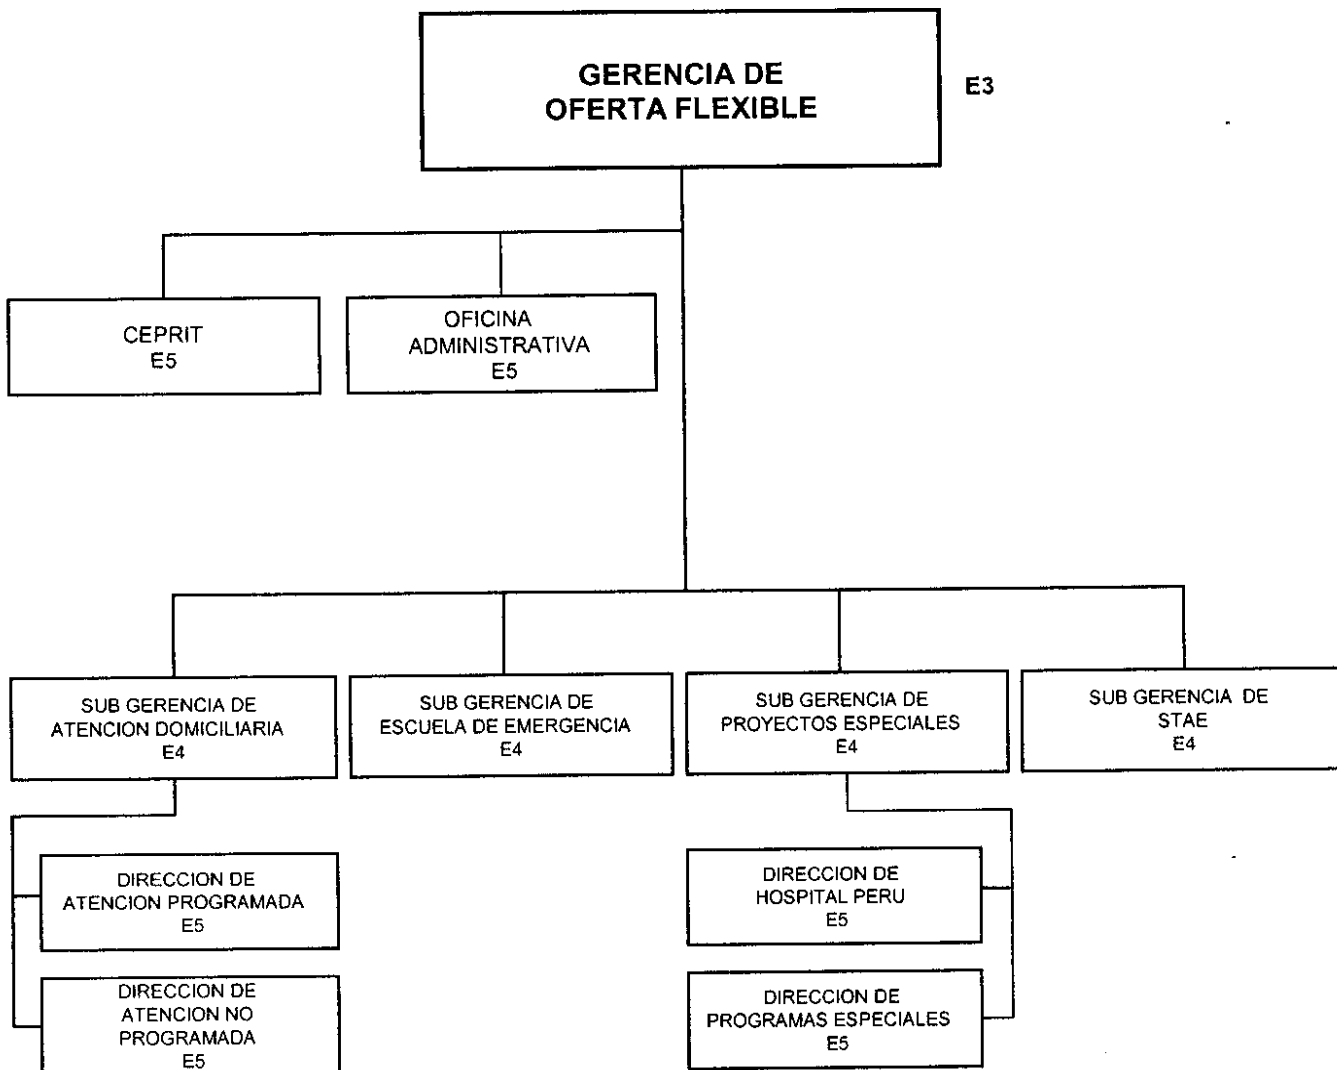 GERENCIA DE
OFERTA FLEXIBLE
E3
CEPRIT
E5
OFICINA
ADMINISTRATIVA
E5
SUB GERENCIA DE
ATENCION DOMICILIARIA
E4
SUB GERENCIA DE
ESCUELA DE EMERGENCIA
E4
SUB GERENCIA DE
PROYECTOS ESPECIALES
E4
SUB GERENCIA DE
STAE
E4
DIRECCION DE
ATENCION PROGRAMADA
E5
DIRECCION DE
ATENCION NO
PROGRAMADA
E5
DIRECCION DE
HOSPITAL PERU
E5
DIRECCION DE
PROGRAMAS ESPECIALES
E5